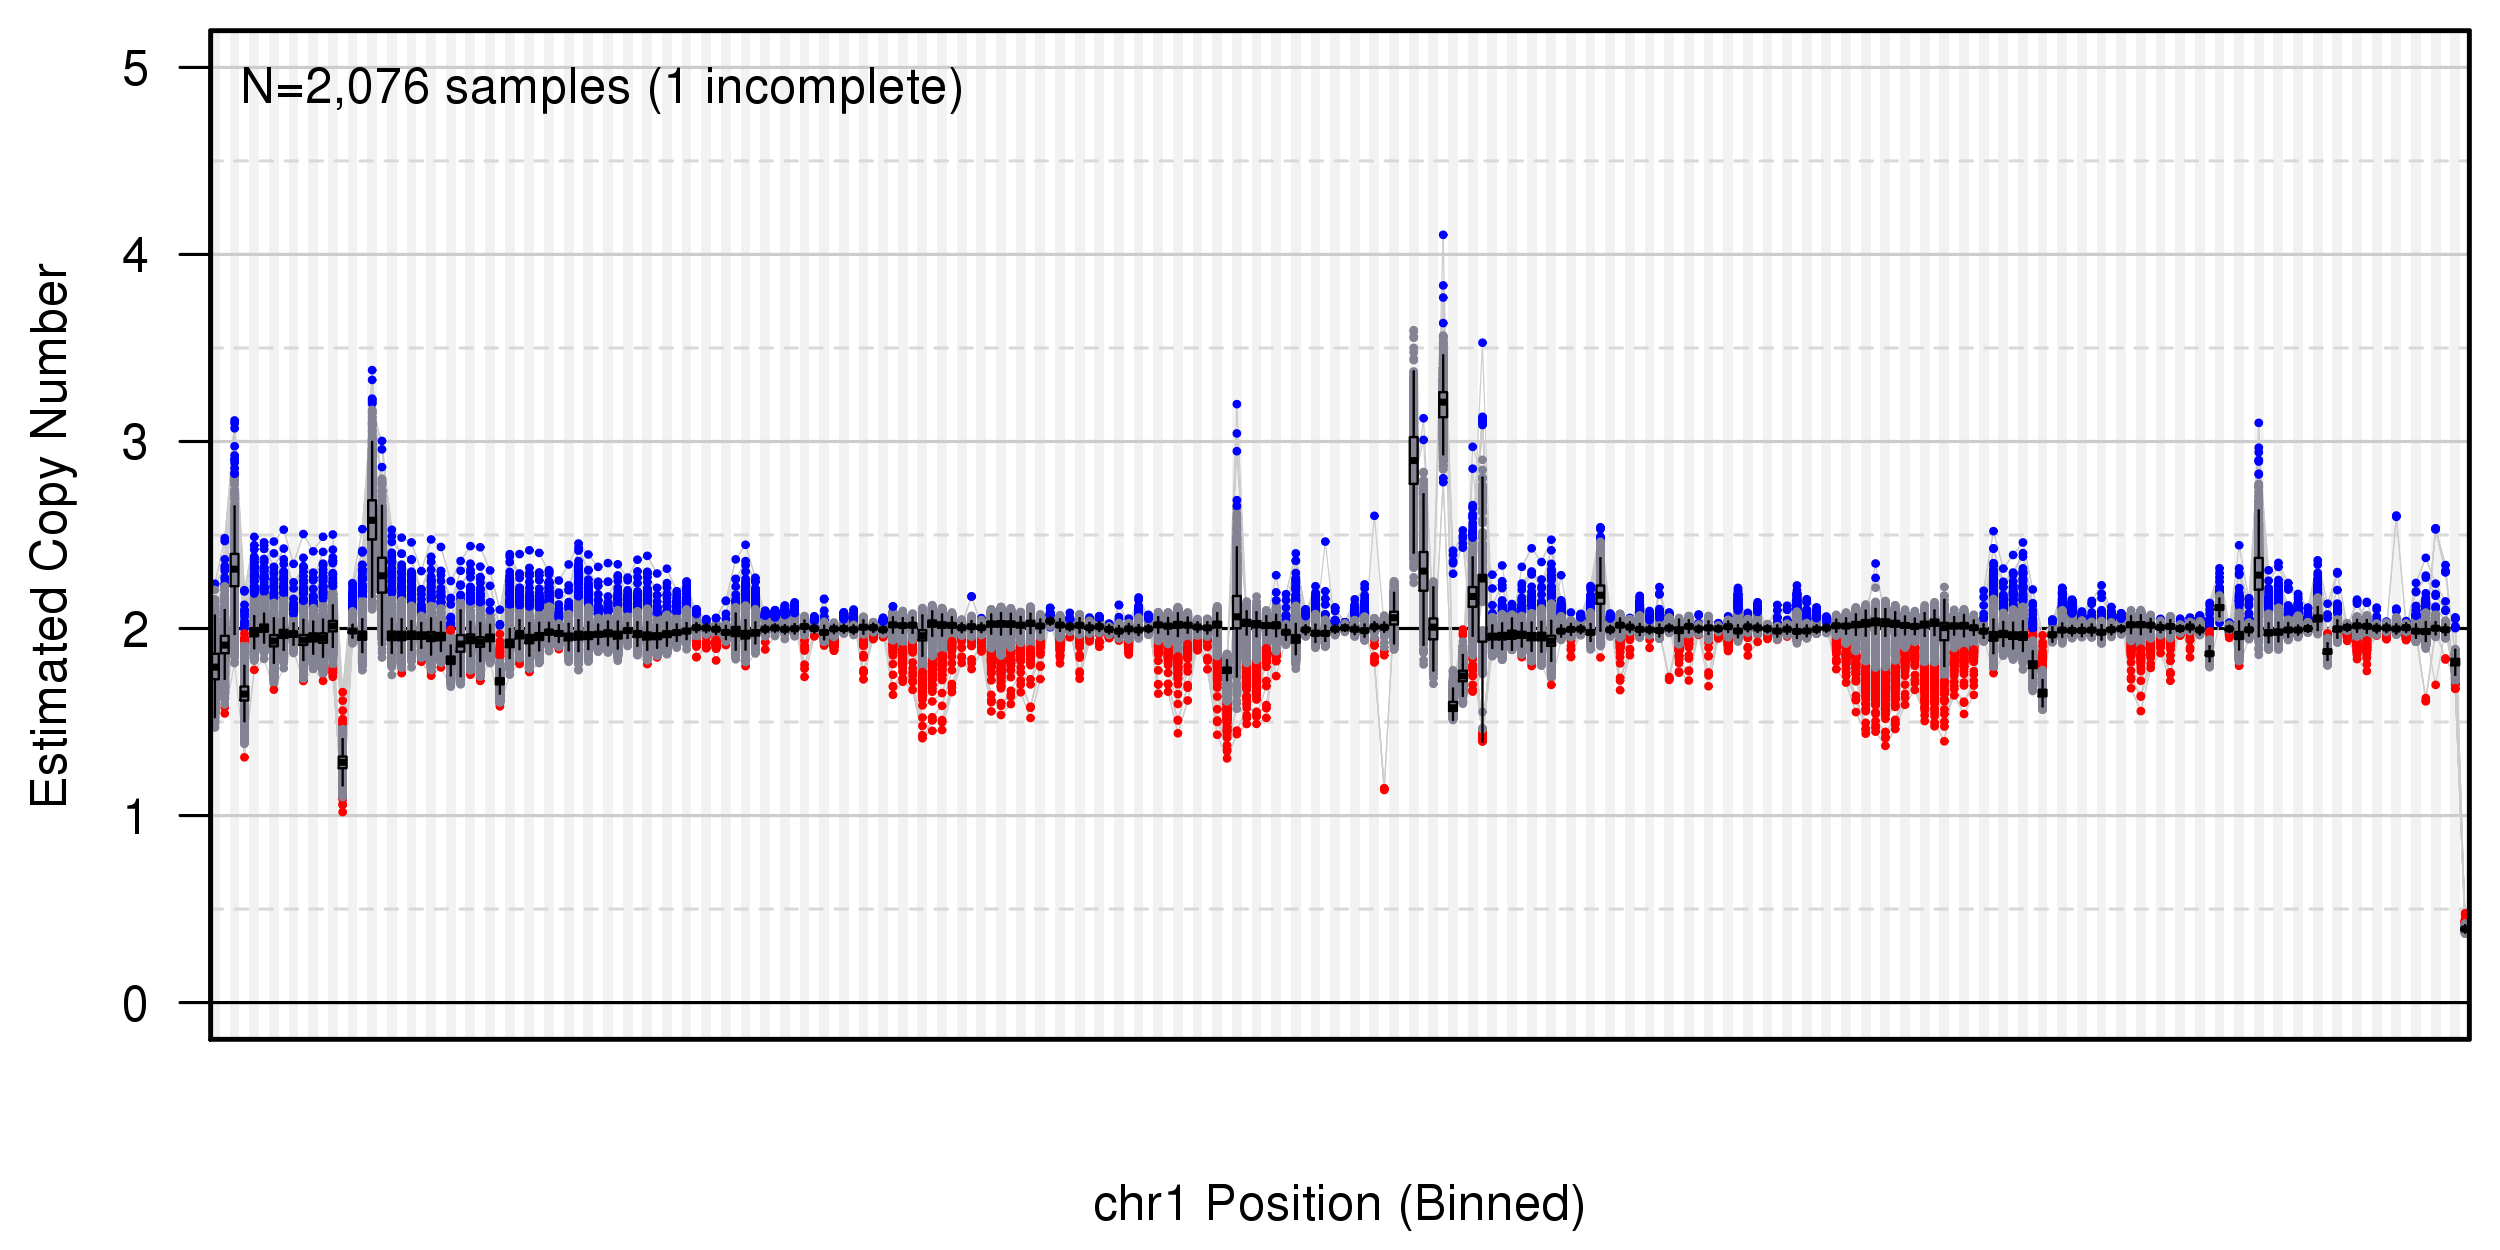 N=2,076 samples (1 incomplete)
Estimated Copy Number
5
4
3
2
1
0
chr1 Position (Binned)